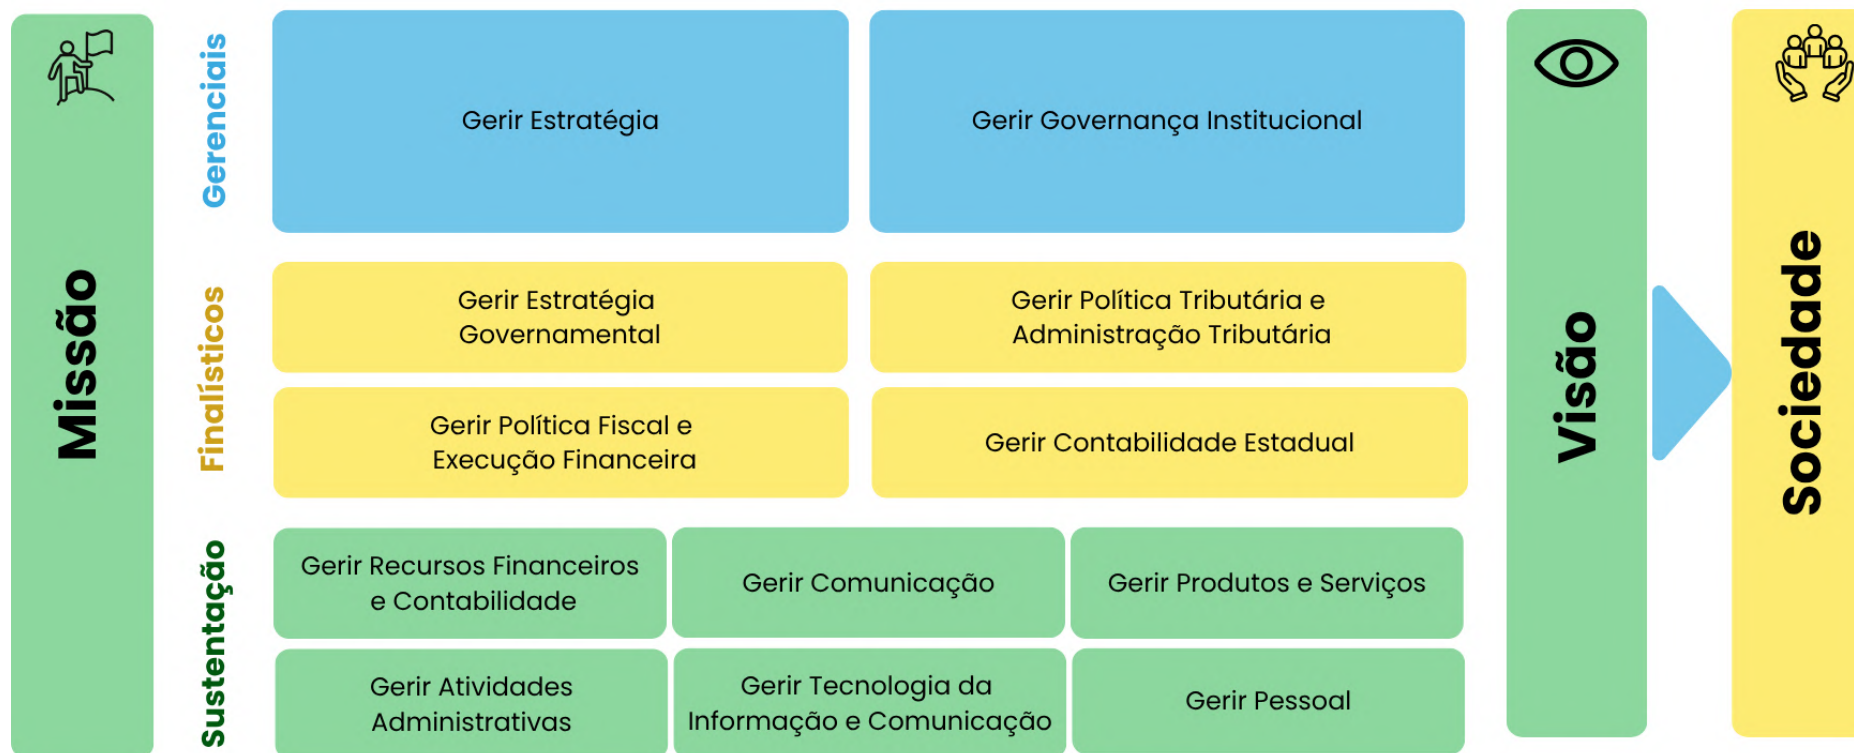 Missão
Gerenciais
Gerir Estratégia
Gerir Governança Institucional
Finalísticos
Gerir Estratégia
Governamental
Gerir Política Tributária e
Administração Tributária
Gerir Política Fiscal e
Execução Financeira
Gerir Contabilidade Estadual
Sustentação
Gerir Recursos Financeiros
e Contabilidade
Gerir Comunicação
Gerir Produtos e Serviços
Gerir Atividades
Administrativas
Gerir Tecnologia da
Informação e Comunicação
Gerir Pessoal
Visão
Sociedade